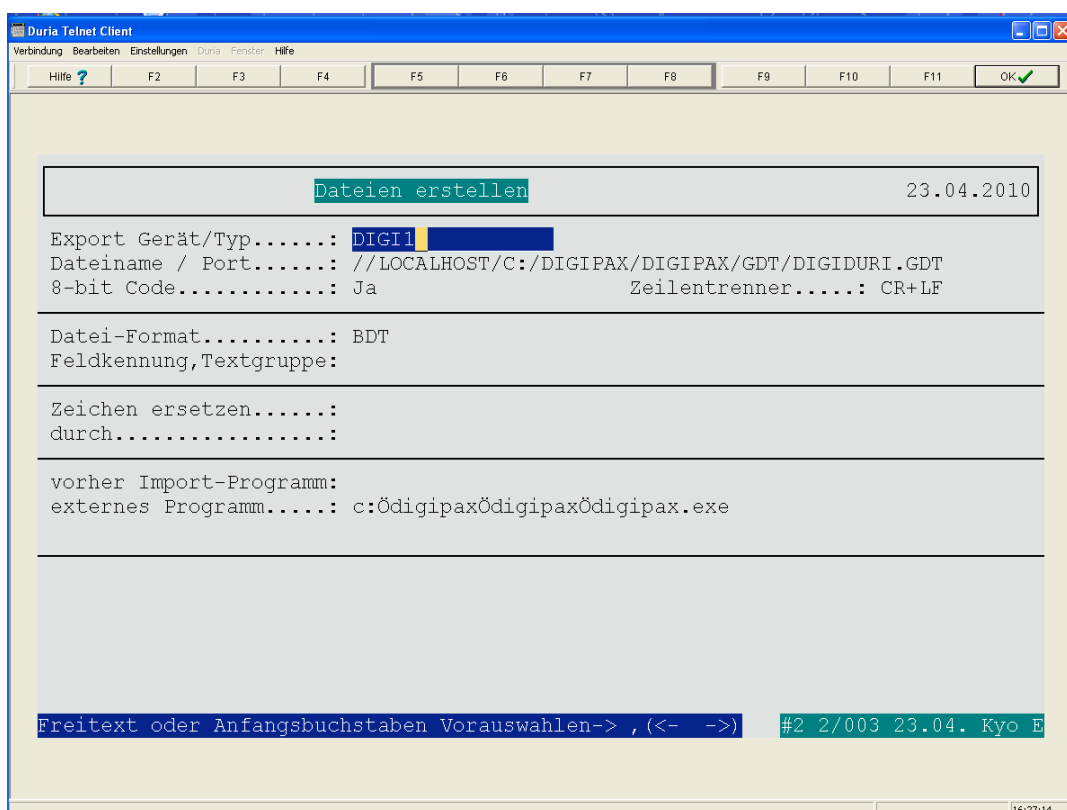 Duria Telnet Client
Verbindung Bearbeiten Einstellungen Duria Fenster Hilfe
Hilfe ? F2 F3 F4 F5 F6 F7 F8 F9 F10 F11 OK
Dateien erstellen 23.04.2010
Export Gerät/Typ......: DIGI1
Dateiname / Port......: //LOCALHOST/C:/DIGIPAX/DIGIPAX/GDT/DIGIDURI.GDT
8-bit Code............: Ja Zeilentrenner.....: CR+LF
Datei-Format..........: BDT
Feldkennung,Textgruppe:
Zeichen ersetzen......:
durch.................:
vorher Import-Programm:
externes Programm.....: c:ÖdigipaxÖdigipaxÖdigipax.exe
Freitext oder Anfangsbuchstaben Vorauswahlen-> ,(<- ->) #2 2/003 23.04. Kyo E
16:27:14